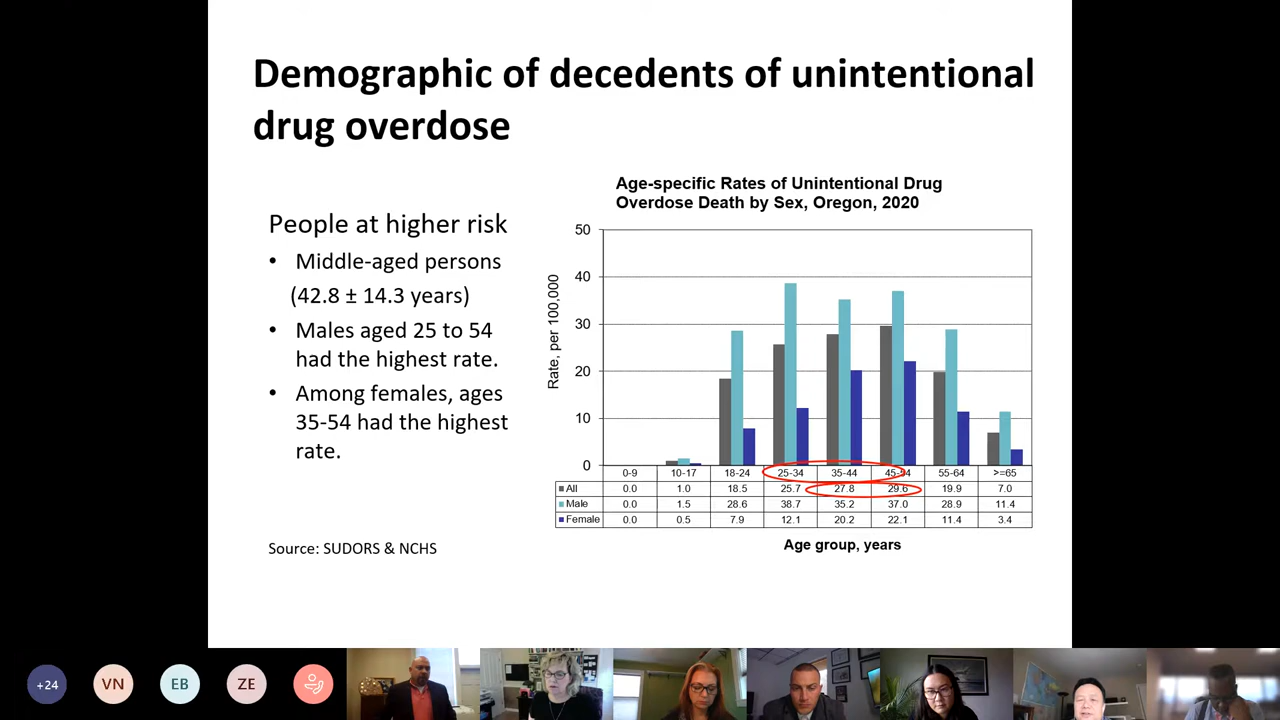 Demographic of decedents of unintentional
drug overdose
People at higher risk
• Middle-aged persons
(42.8 ± 14.3 years)
• Males aged 25 to 54
had the highest rate.
• Among females, ages
35-54 had the highest
rate.
Source: SUDORS & NCHS
Age-specific Rates of Unintentional Drug
Overdose Death by Sex, Oregon, 2020
Rate, per 100,000
50
40
30
20
10
0
0-9 10-17 18-24 25-34 35-44 45-54 55-64 >=65
All 0.0 1.0 18.5 25.7 27.8 29.6 19.9 7.0
Male 0.0 1.5 28.6 38.7 35.2 37.0 28.9 11.4
Female 0.0 0.5 7.9 12.1 20.2 22.1 11.4 3.4
Age group, years
+24 VN EB ZE